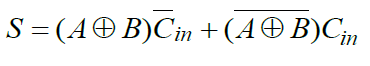 S = (A ⊕ B)C̅in + (A̅ ̅⊕̅ ̅B̅)Cin